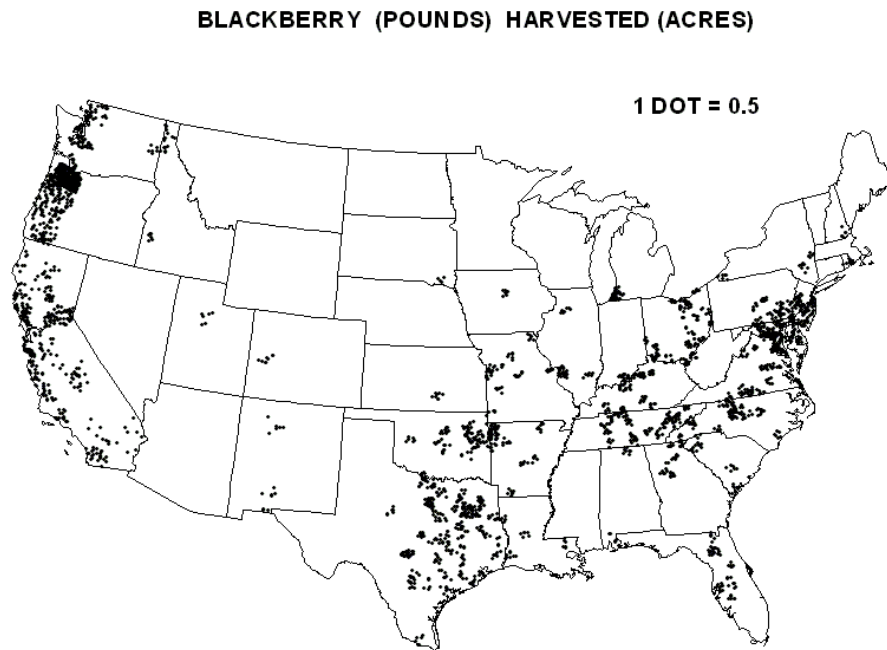 BLACKBERRY (POUNDS) HARVESTED (ACRES)
1 DOT = 0.5